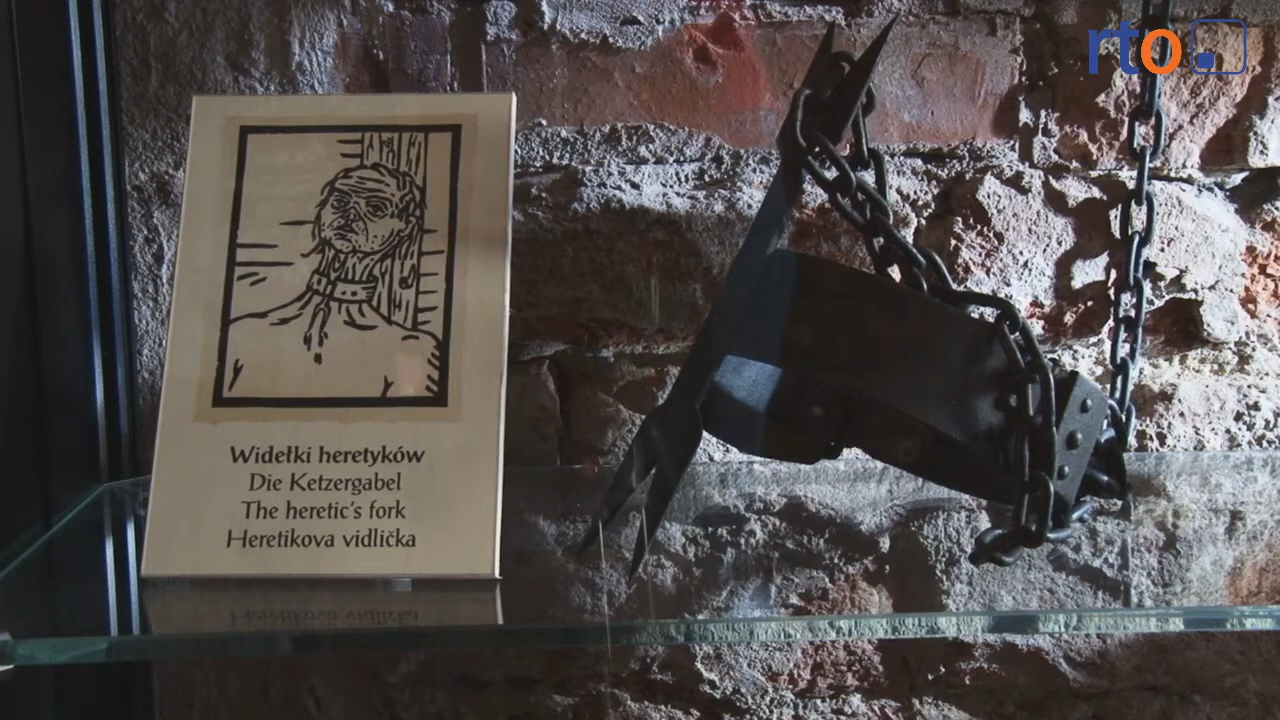 rto
Widełki heretyków
Die Ketzergabel
The heretic's fork
Heretikova vidlička